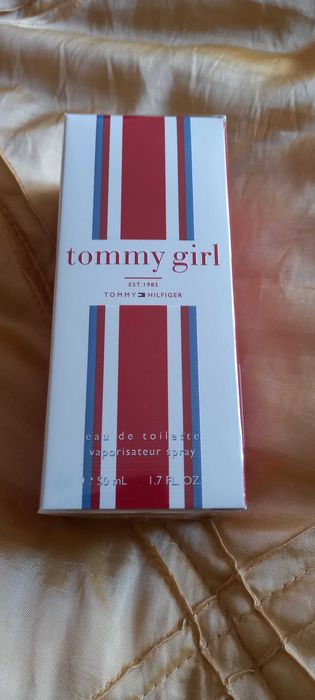 tommy girl
EST. 1985
TOMMY HILFIGER
eau de toilette
vaporisateur spray
℮ 50 mL 1.7 FL. OZ.